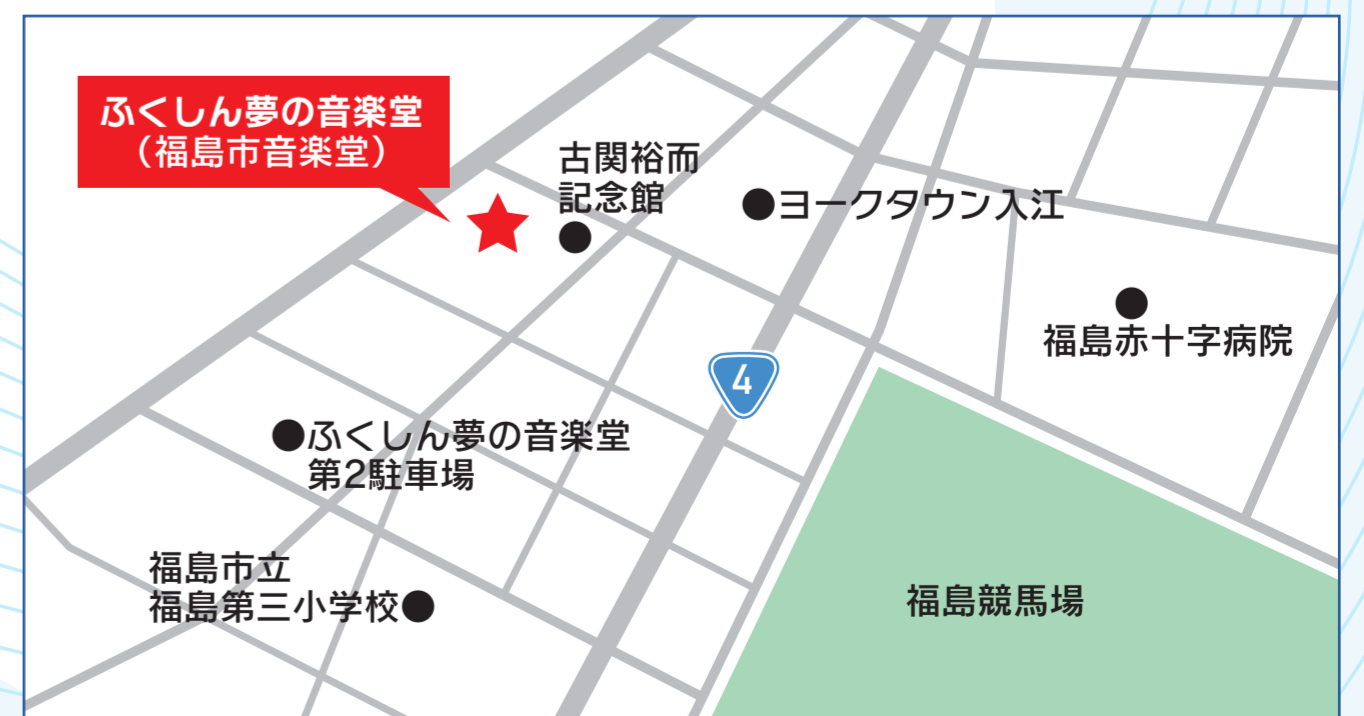 ふくしん夢の音楽堂
（福島市音楽堂）
古関裕而
記念館
ヨークタウン入江
福島赤十字病院
4
ふくしん夢の音楽堂
第2駐車場
福島市立
福島第三小学校
福島競馬場